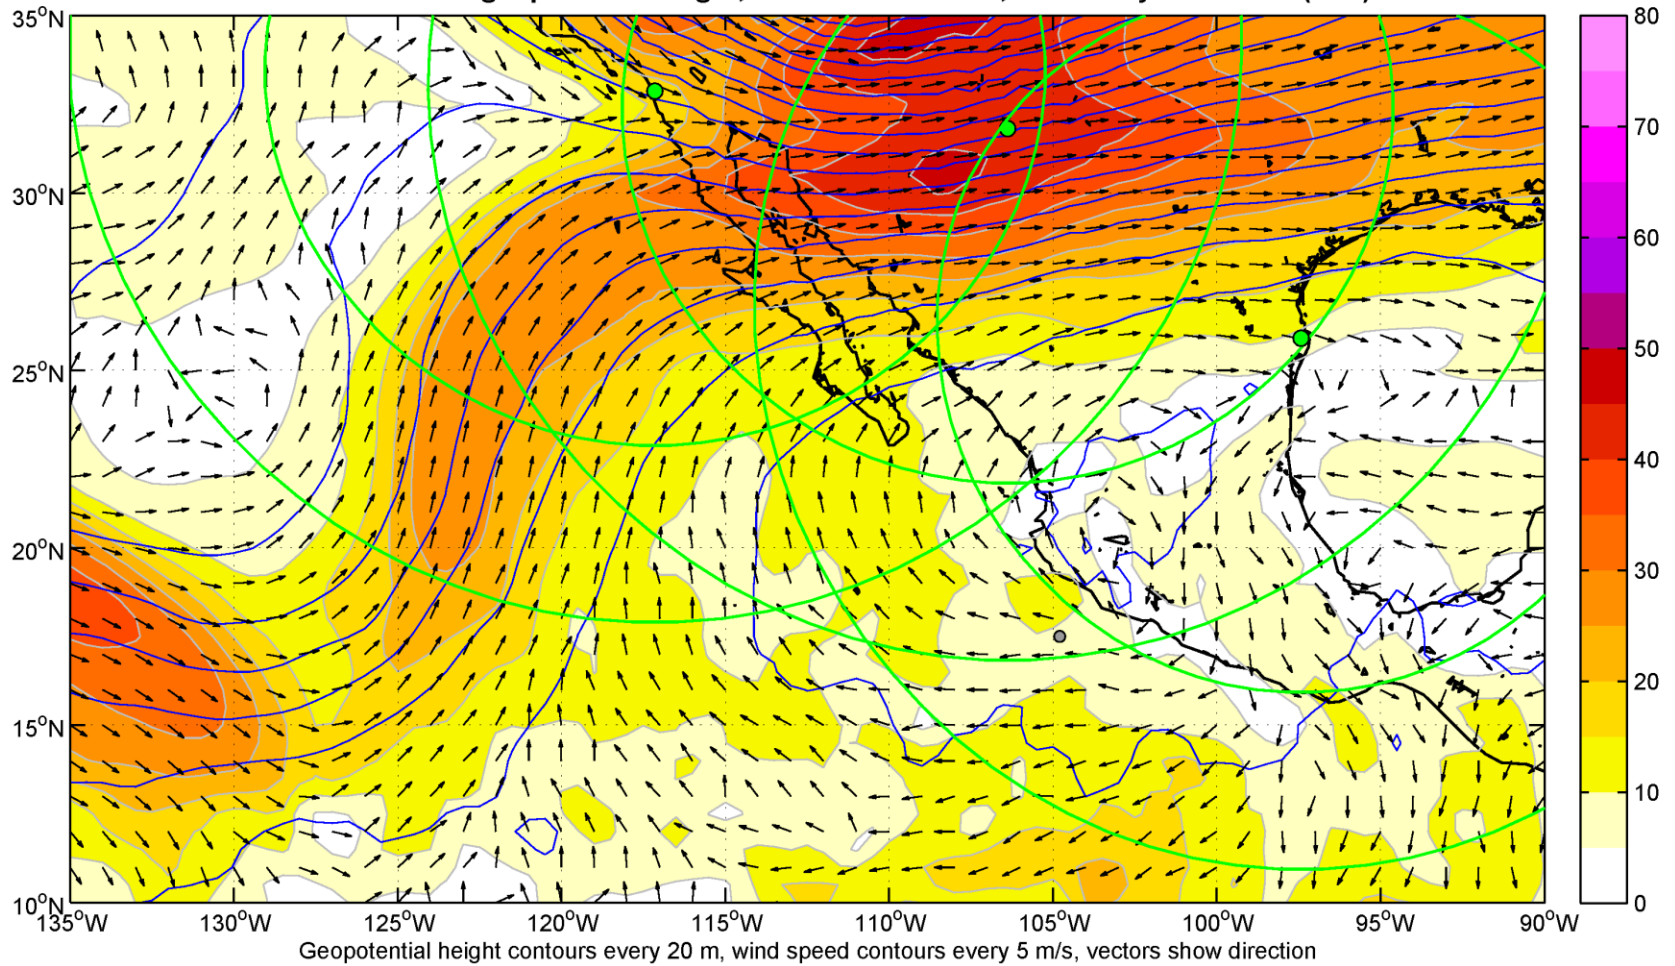 35°N
30°N
25°N
20°N
15°N
10°N
135°W 130°W 125°W 120°W 115°W 110°W 105°W 100°W 95°W 90°W
80
70
60
50
40
30
20
10
0
Geopotential height contours every 20 m, wind speed contours every 5 m/s, vectors show direction